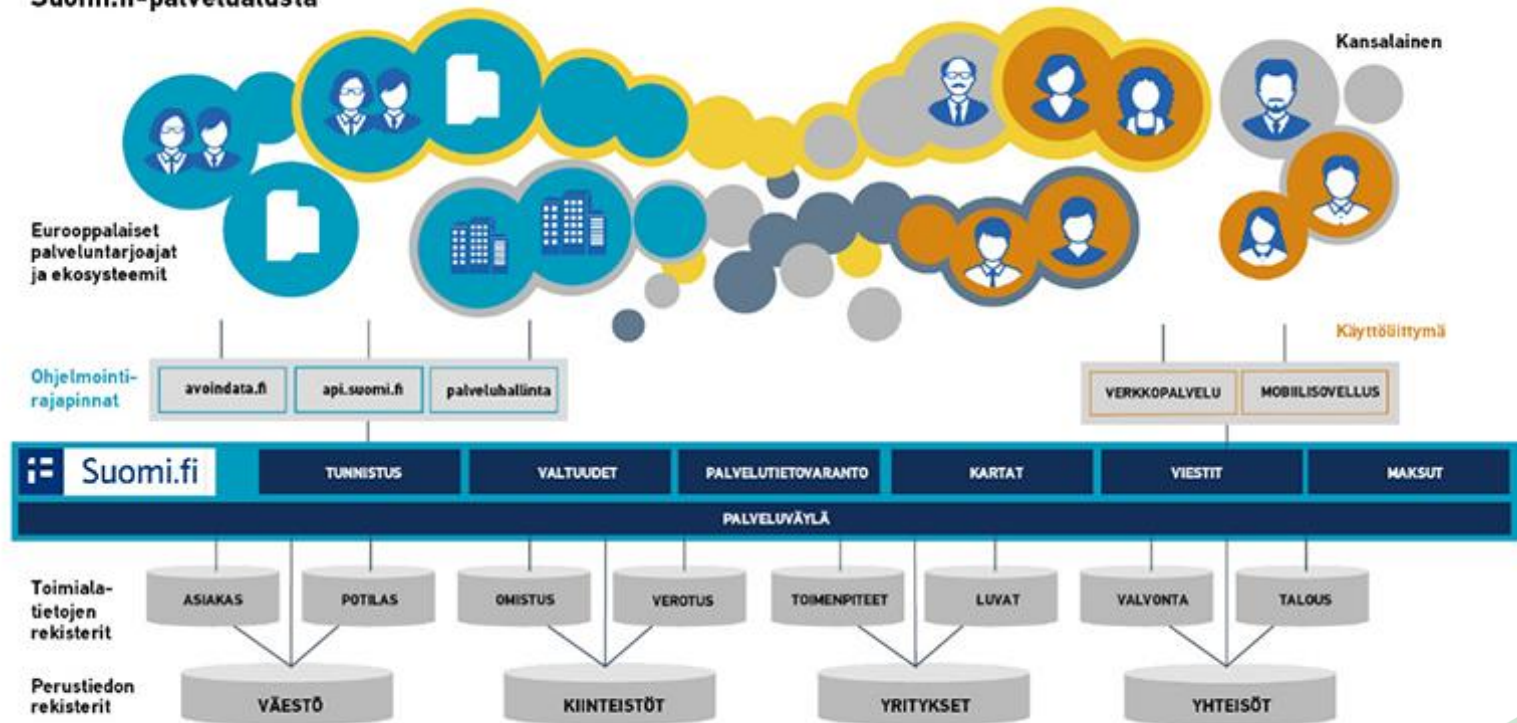 Suomi.fi-palvelualusta
Kansalainen
Eurooppalaiset
palveluntarjoajat
ja ekosysteemit
Käyttöliittymä
Ohjelmointi-
rajapinnat
avoindata.fi
api.suomi.fi
palveluhallinta
VERKKOPALVELU
MOBIILISOVELLUS
Suomi.fi
TUNNISTUS
VALTUUDET
PALVELUTIETOVARANTO
KARTAT
VIESTIT
MAKSUT
PALVELUVÄYLÄ
Toimiala-
tietojen
rekisterit
ASIAKAS
POTILAS
OMISTUS
VEROTUS
TOIMENPITEET
LUVAT
VALVONTA
TALOUS
Perustiedon
rekisterit
VÄESTÖ
KIINTEISTÖT
YRITYKSET
YHTEISÖT